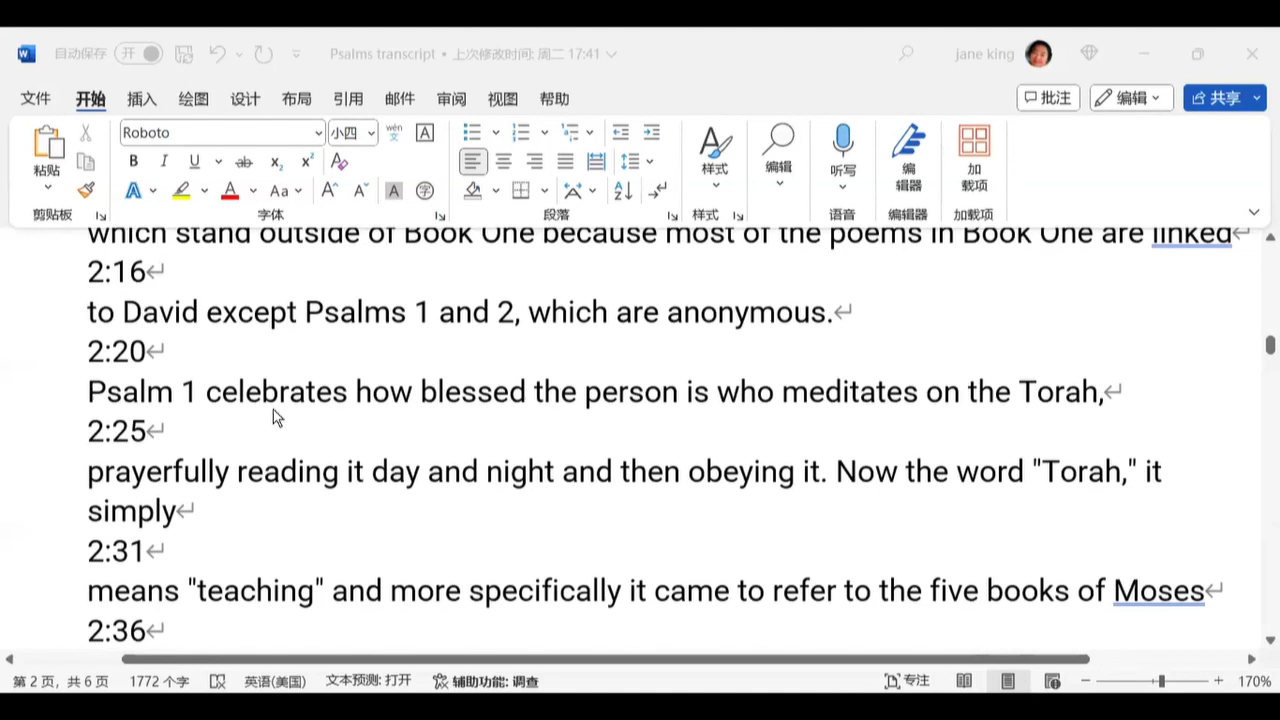 自动保存 开 Psalms transcript • 上次修改时间: 周二 17:41 jane king
文件 开始 插入 绘图 设计 布局 引用 邮件 审阅 视图 帮助 批注 编辑 共享
Roboto 小四 wén 文 A
粘贴 B I U ab x₂ x² A 样式 编辑 听写 编辑器 加载项
A A Aa A A A 字
剪贴板 字体 段落 样式 语音 编辑器 加载项
which stand outside of Book One because most of the poems in Book One are linked↵
2:16↵
to David except Psalms 1 and 2, which are anonymous.↵
2:20↵
Psalm 1 celebrates how blessed the person is who meditates on the Torah,↵
2:25↵
prayerfully reading it day and night and then obeying it. Now the word "Torah," it
simply↵
2:31↵
means "teaching" and more specifically it came to refer to the five books of Moses↵
2:36↵
第 2 页, 共 6 页 1772 个字 英语(美国) 文本预测: 打开 辅助功能: 调查 专注 170%